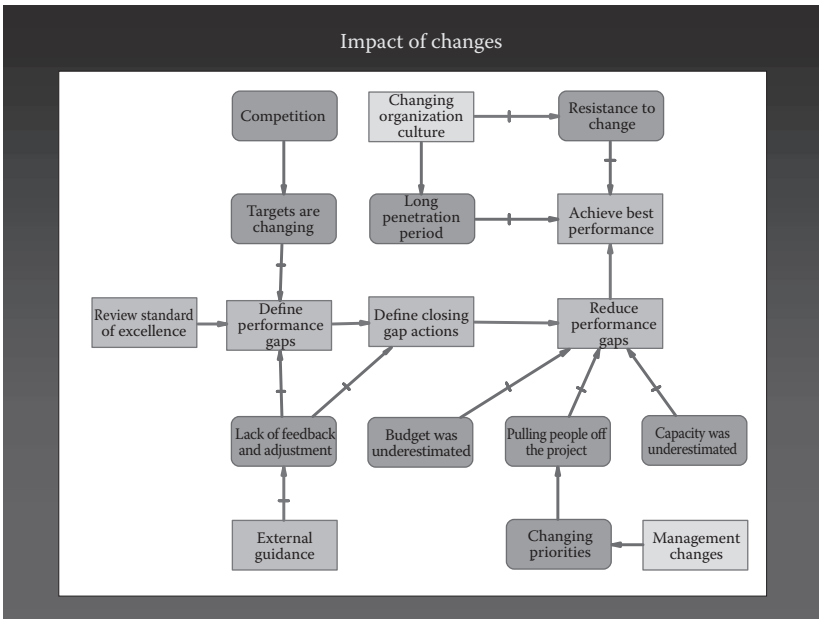 Impact of changes
Competition
Changing
organization
culture
Resistance to
change
Targets are
changing
Long
penetration
period
Achieve best
performance
Review standard
of excellence
Define
performance
gaps
Define closing
gap actions
Reduce
performance
gaps
Lack of feedback
and adjustment
Budget was
underestimated
Pulling people off
the project
Capacity was
underestimated
External
guidance
Changing
priorities
Management
changes